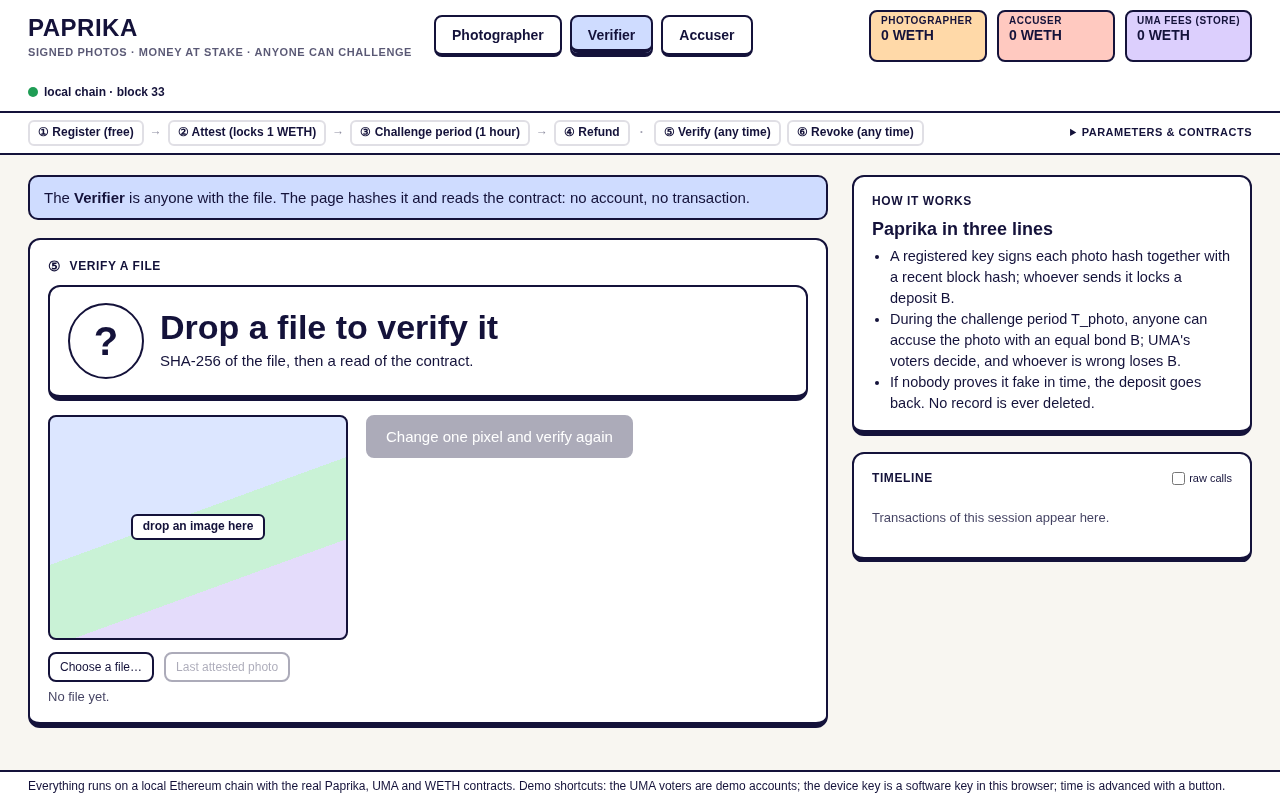 PAPRIKA
SIGNED PHOTOS · MONEY AT STAKE · ANYONE CAN CHALLENGE
Photographer
Verifier
Accuser
PHOTOGRAPHER
0 WETH
ACCUSER
0 WETH
UMA FEES (STORE)
0 WETH
local chain · block 33
① Register (free) → ② Attest (locks 1 WETH) → ③ Challenge period (1 hour) → ④ Refund · ⑤ Verify (any time) ⑥ Revoke (any time)
PARAMETERS & CONTRACTS
The Verifier is anyone with the file. The page hashes it and reads the contract: no account, no transaction.
⑤ VERIFY A FILE
?
Drop a file to verify it
SHA-256 of the file, then a read of the contract.
drop an image here
Change one pixel and verify again
Choose a file…
Last attested photo
No file yet.
HOW IT WORKS
Paprika in three lines
• A registered key signs each photo hash together with
a recent block hash; whoever sends it locks a
deposit B.
• During the challenge period T_photo, anyone can
accuse the photo with an equal bond B; UMA's
voters decide, and whoever is wrong loses B.
• If nobody proves it fake in time, the deposit goes
back. No record is ever deleted.
TIMELINE
raw calls
Transactions of this session appear here.
Everything runs on a local Ethereum chain with the real Paprika, UMA and WETH contracts. Demo shortcuts: the UMA voters are demo accounts; the device key is a software key in this browser; time is advanced with a button.